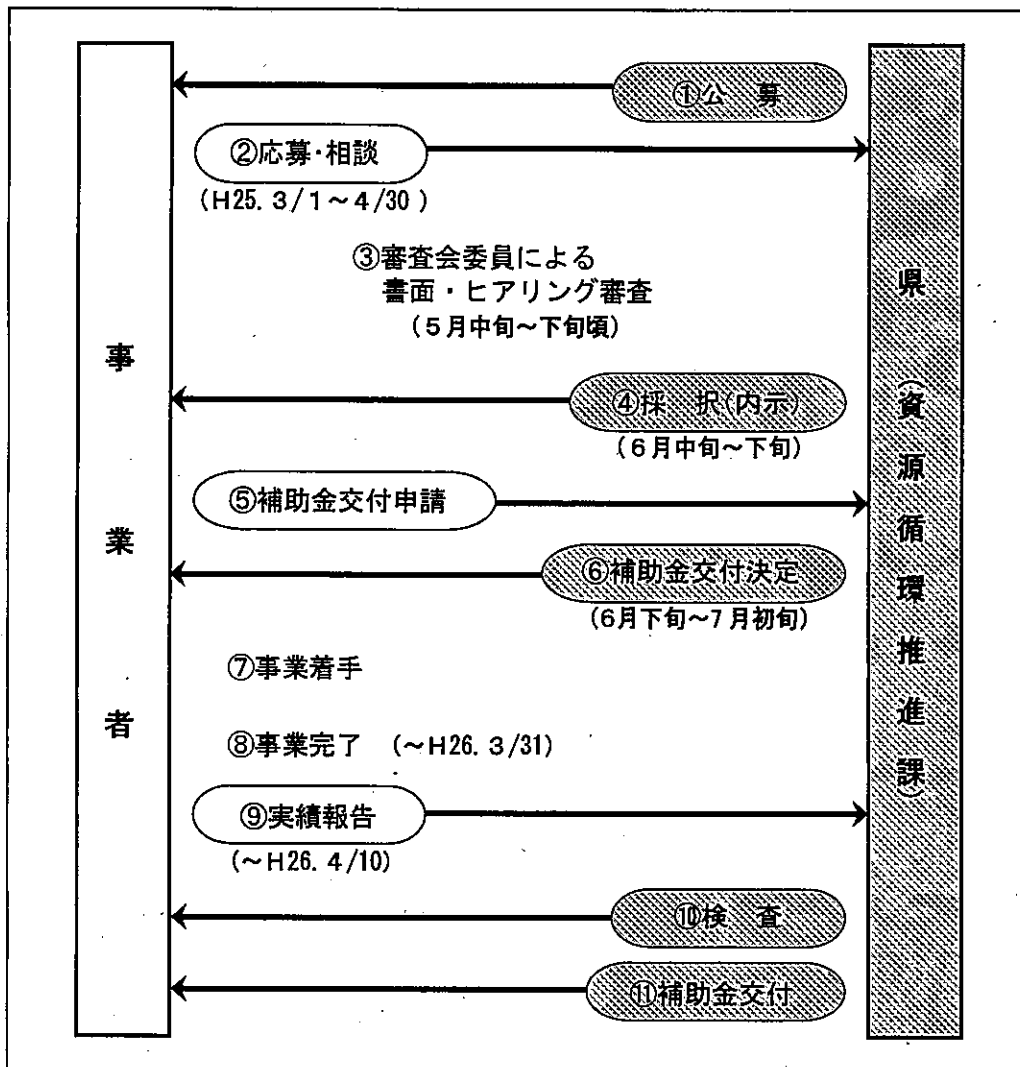 ①公　募
②応募・相談
(H25. 3/1～4/30 )
③審査会委員による
書面・ヒアリング審査
(5月中旬～下旬頃)
④採　択(内示)
(6月中旬～下旬)
⑤補助金交付申請
⑥補助金交付決定
(6月下旬～7月初旬)
⑦事業着手
⑧事業完了　(～H26. 3/31)
⑨実績報告
(～H26. 4/10)
⑩検　査
⑪補助金交付
事業者
県（資源循環推進課）